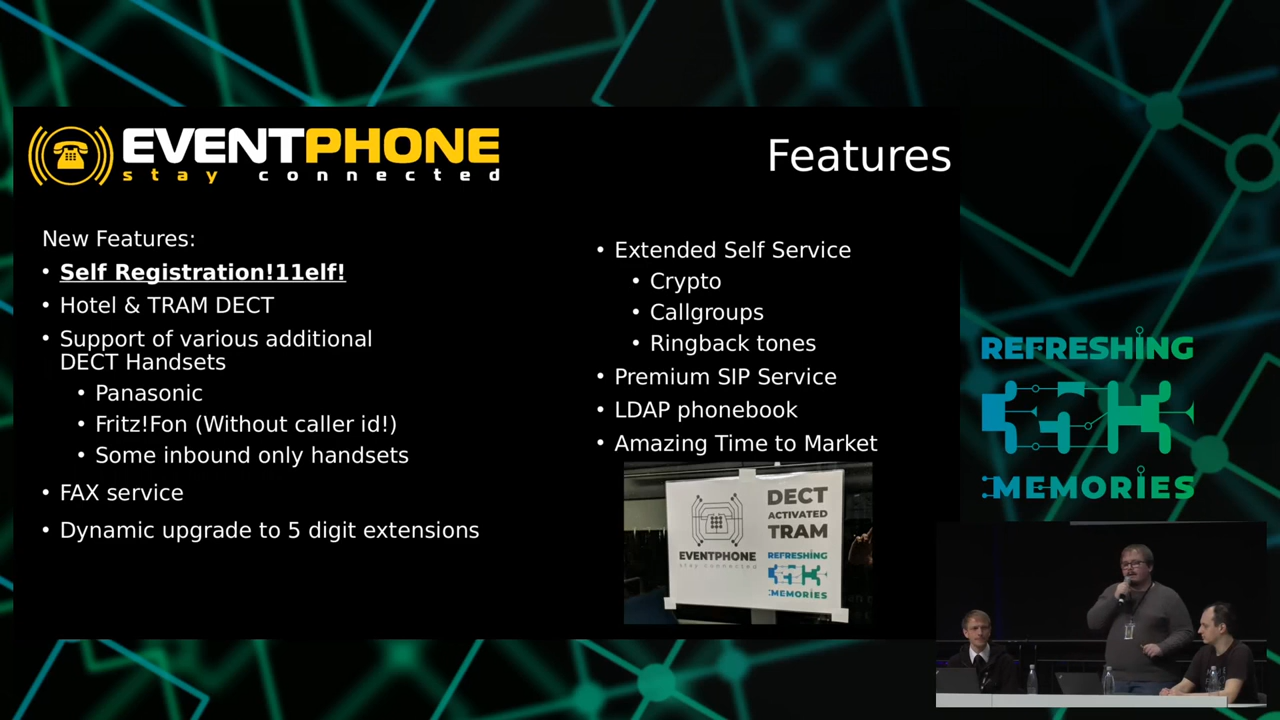 EVENTPHONE
stay connected
Features
New Features:
• Self Registration!11elf!
• Hotel & TRAM DECT
• Support of various additional
DECT Handsets
• Panasonic
• Fritz!Fon (Without caller id!)
• Some inbound only handsets
• FAX service
• Dynamic upgrade to 5 digit extensions
• Extended Self Service
• Crypto
• Callgroups
• Ringback tones
• Premium SIP Service
• LDAP phonebook
• Amazing Time to Market
EVENTPHONE
stay connected
DECT
ACTIVATED
TRAM
REFRESHING
MEMORIES
REFRESHING
MEMORIES